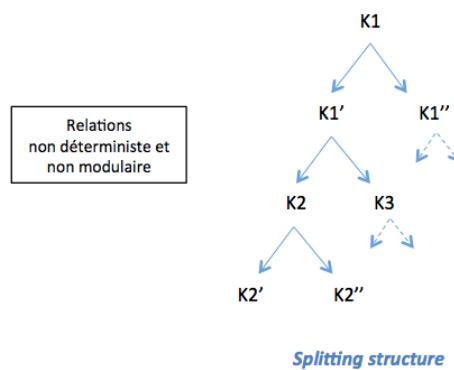 K1
K1’
K1’’
Relations
non déterministe et
non modulaire
K2
K3
K2’
K2’’
Splitting structure